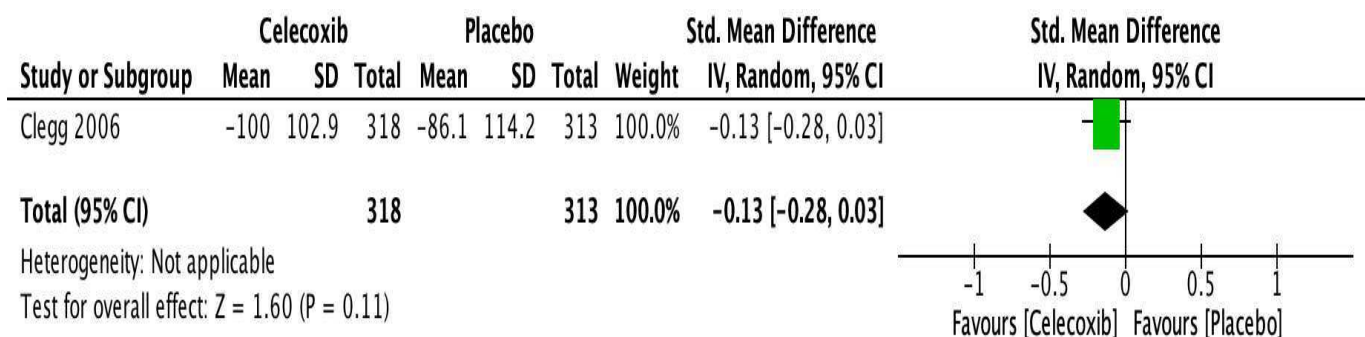 Celecoxib Placebo Std. Mean Difference Std. Mean Difference
Study or Subgroup Mean SD Total Mean SD Total Weight IV, Random, 95% CI IV, Random, 95% CI
Clegg 2006 −100 102.9 318 −86.1 114.2 313 100.0% −0.13 [−0.28, 0.03]
Total (95% CI) 318 313 100.0% −0.13 [−0.28, 0.03]
Heterogeneity: Not applicable
Test for overall effect: Z = 1.60 (P = 0.11)
−1 −0.5 0 0.5 1
Favours [Celecoxib] Favours [Placebo]